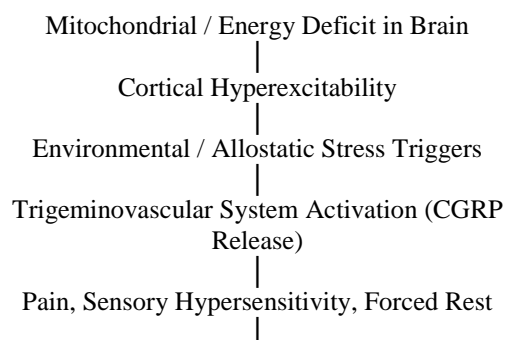 Mitochondrial / Energy Deficit in Brain
Cortical Hyperexcitability
Environmental / Allostatic Stress Triggers
Trigeminovascular System Activation (CGRP
Release)
Pain, Sensory Hypersensitivity, Forced Rest